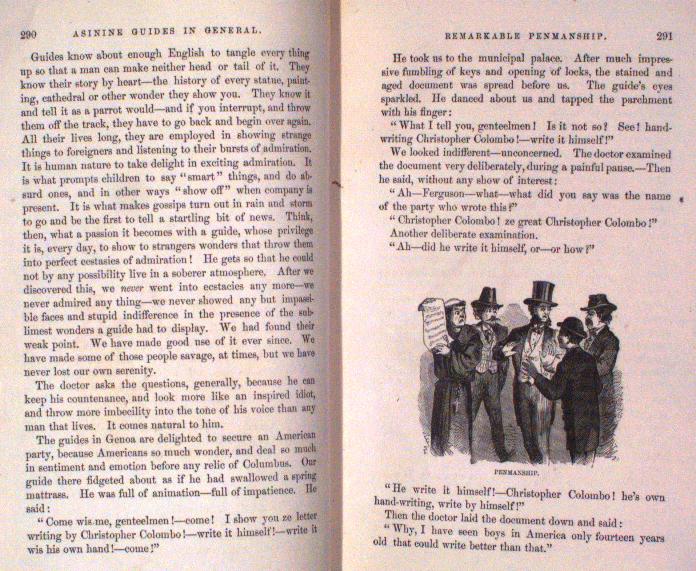 290 ASININE GUIDES IN GENERAL.
Guides know about enough English to tangle every thing
up so that a man can make neither head or tail of it. They
know their story by heart—the history of every statue, paint-
ing, cathedral or other wonder they show you. They know it
and tell it as a parrot would—and if you interrupt, and throw
them off the track, they have to go back and begin over again.
All their lives long, they are employed in showing strange
things to foreigners and listening to their bursts of admiration.
It is human nature to take delight in exciting admiration. It
is what prompts children to say "smart" things, and do ab-
surd ones, and in other ways "show off" when company is
present. It is what makes gossips turn out in rain and storm
to go and be the first to tell a startling bit of news. Think,
then, what a passion it becomes with a guide, whose privilege
it is, every day, to show to strangers wonders that throw them
into perfect ecstasies of admiration! He gets so that he could
not by any possibility live in a soberer atmosphere. After we
discovered this, we never went into ecstacies any more—we
never admired any thing—we never showed any but impassi-
ble faces and stupid indifference in the presence of the sub-
limest wonders a guide had to display. We had found their
weak point. We have made good use of it ever since. We
have made some of those people savage, at times, but we have
never lost our own serenity.
The doctor asks the questions, generally, because he can
keep his countenance, and look more like an inspired idiot,
and throw more imbecility into the tone of his voice than any
man that lives. It comes natural to him.
The guides in Genoa are delighted to secure an American
party, because Americans so much wonder, and deal so much
in sentiment and emotion before any relic of Columbus. Our
guide there fidgeted about as if he had swallowed a spring
mattrass. He was full of animation—full of impatience. He
said:
"Come wis-me, genteelmen!—come! I show you ze letter
writing by Christopher Colombo!—write it himself!—write it
wis his own hand!—come!"
REMARKABLE PENMANSHIP. 291
He took us to the municipal palace. After much impres-
sive fumbling of keys and opening of locks, the stained and
aged document was spread before us. The guide's eyes
sparkled. He danced about us and tapped the parchment
with his finger:
"What I tell you, genteelmen! Is it not so? See! hand-
writing Christopher Colombo!—write it himself!"
We looked indifferent—unconcerned. The doctor examined
the document very deliberately, during a painful pause.—Then
he said, without any show of interest:
"Ah—Ferguson—what—what did you say was the name
of the party who wrote this?"
"Christopher Colombo! ze great Christopher Colombo!"
Another deliberate examination.
"Ah—did he write it himself, or—or how?"
PENMANSHIP.
"He write it himself!—Christopher Colombo! he's own
hand-writing, write by himself!"
Then the doctor laid the document down and said:
"Why, I have seen boys in America only fourteen years
old that could write better than that."